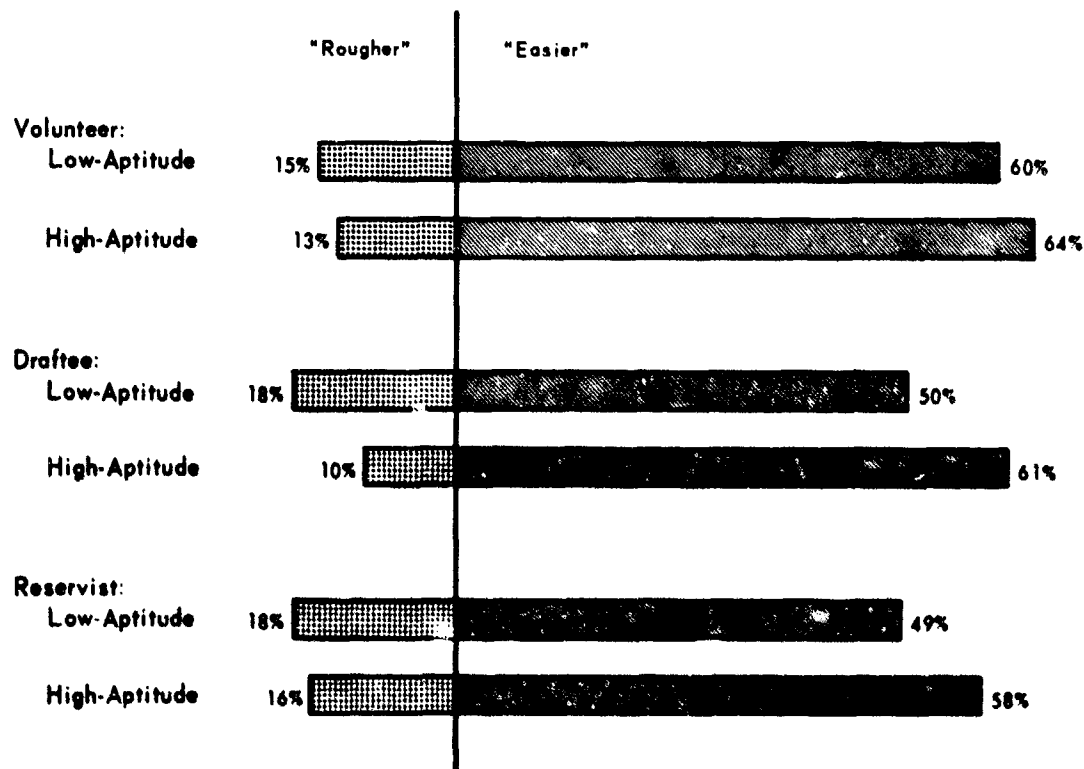 "Rougher" "Easier"
Volunteer:
Low-Aptitude 15% 60%
High-Aptitude 13% 64%
Draftee:
Low-Aptitude 18% 50%
High-Aptitude 10% 61%
Reservist:
Low-Aptitude 18% 49%
High-Aptitude 16% 58%